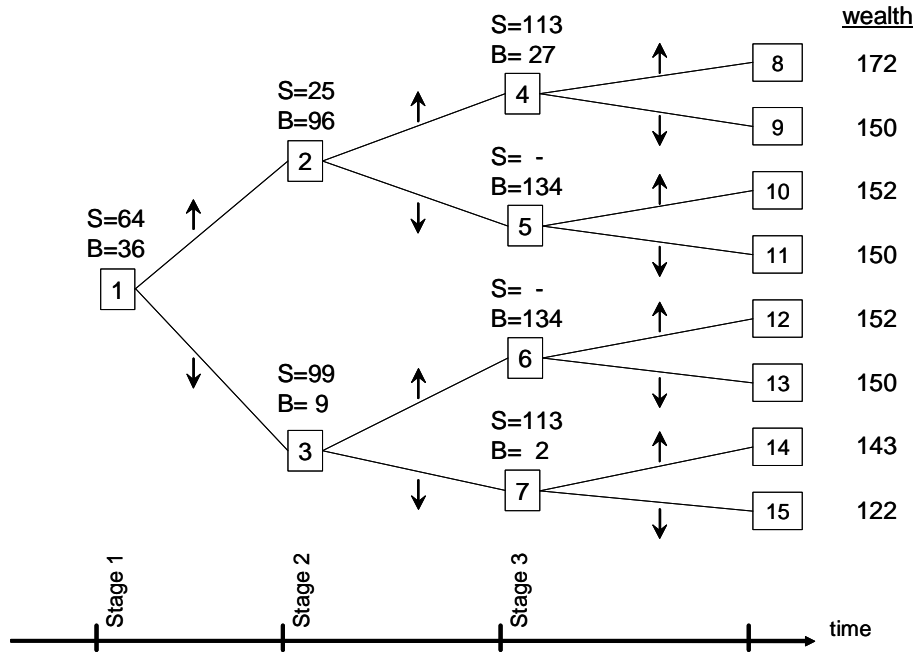 wealth
S=113
B= 27
8 172
4
S=25
B=96
9 150
2
S= -
B=134
10 152
S=64
B=36
5
11 150
1
S= -
B=134
12 152
6
S=99
B= 9
13 150
S=113
B= 2
3
14 143
7
15 122
Stage 1
Stage 2
Stage 3
time